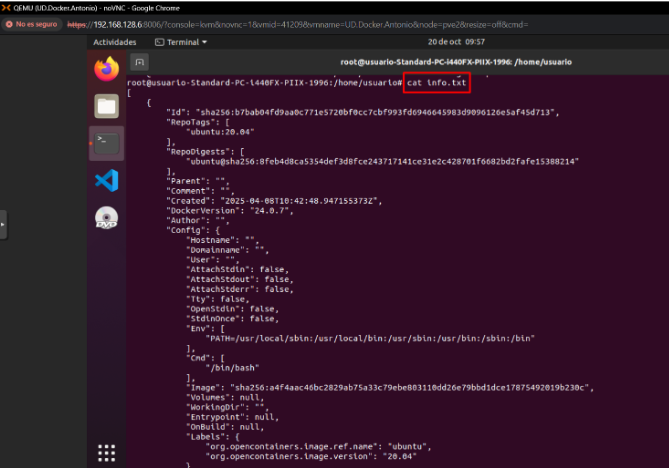 QEMU (UD.Docker.Antonio) - noVNC - Google Chrome
No es seguro https://192.168.128.6:8006/?console=kvm&novnc=1&vmid=41209&vmname=UD.Docker.Antonio&node=pve2&resize=off&cmd=
Actividades Terminal 20 de oct 09:57
root@usuario-Standard-PC-i440FX-PIIX-1996: /home/usuario
root@usuario-Standard-PC-i440FX-PIIX-1996:/home/usuario# cat info.txt
[
{
"Id": "sha256:b7bab04fd9aa0c771e5720bf0cc7cbf993fd6946645983d9096126e5af45d713",
"RepoTags": [
"ubuntu:20.04"
],
"RepoDigests": [
"ubuntu@sha256:8feb4d8ca5354def3d8fce243717141ce31e2c428701f6682bd2fafe15388214"
],
"Parent": "",
"Comment": "",
"Created": "2025-04-08T10:42:48.947155373Z",
"DockerVersion": "24.0.7",
"Author": "",
"Config": {
"Hostname": "",
"Domainname": "",
"User": "",
"AttachStdin": false,
"AttachStdout": false,
"AttachStderr": false,
"Tty": false,
"OpenStdin": false,
"StdinOnce": false,
"Env": [
"PATH=/usr/local/sbin:/usr/local/bin:/usr/sbin:/usr/bin:/sbin:/bin"
],
"Cmd": [
"/bin/bash"
],
"Image": "sha256:a4f4aac46bc2829ab75a33c79ebe803110dd26e79bbd1dce17875492019b230c",
"Volumes": null,
"WorkingDir": "",
"Entrypoint": null,
"OnBuild": null,
"Labels": {
"org.opencontainers.image.ref.name": "ubuntu",
"org.opencontainers.image.version": "20.04"
}